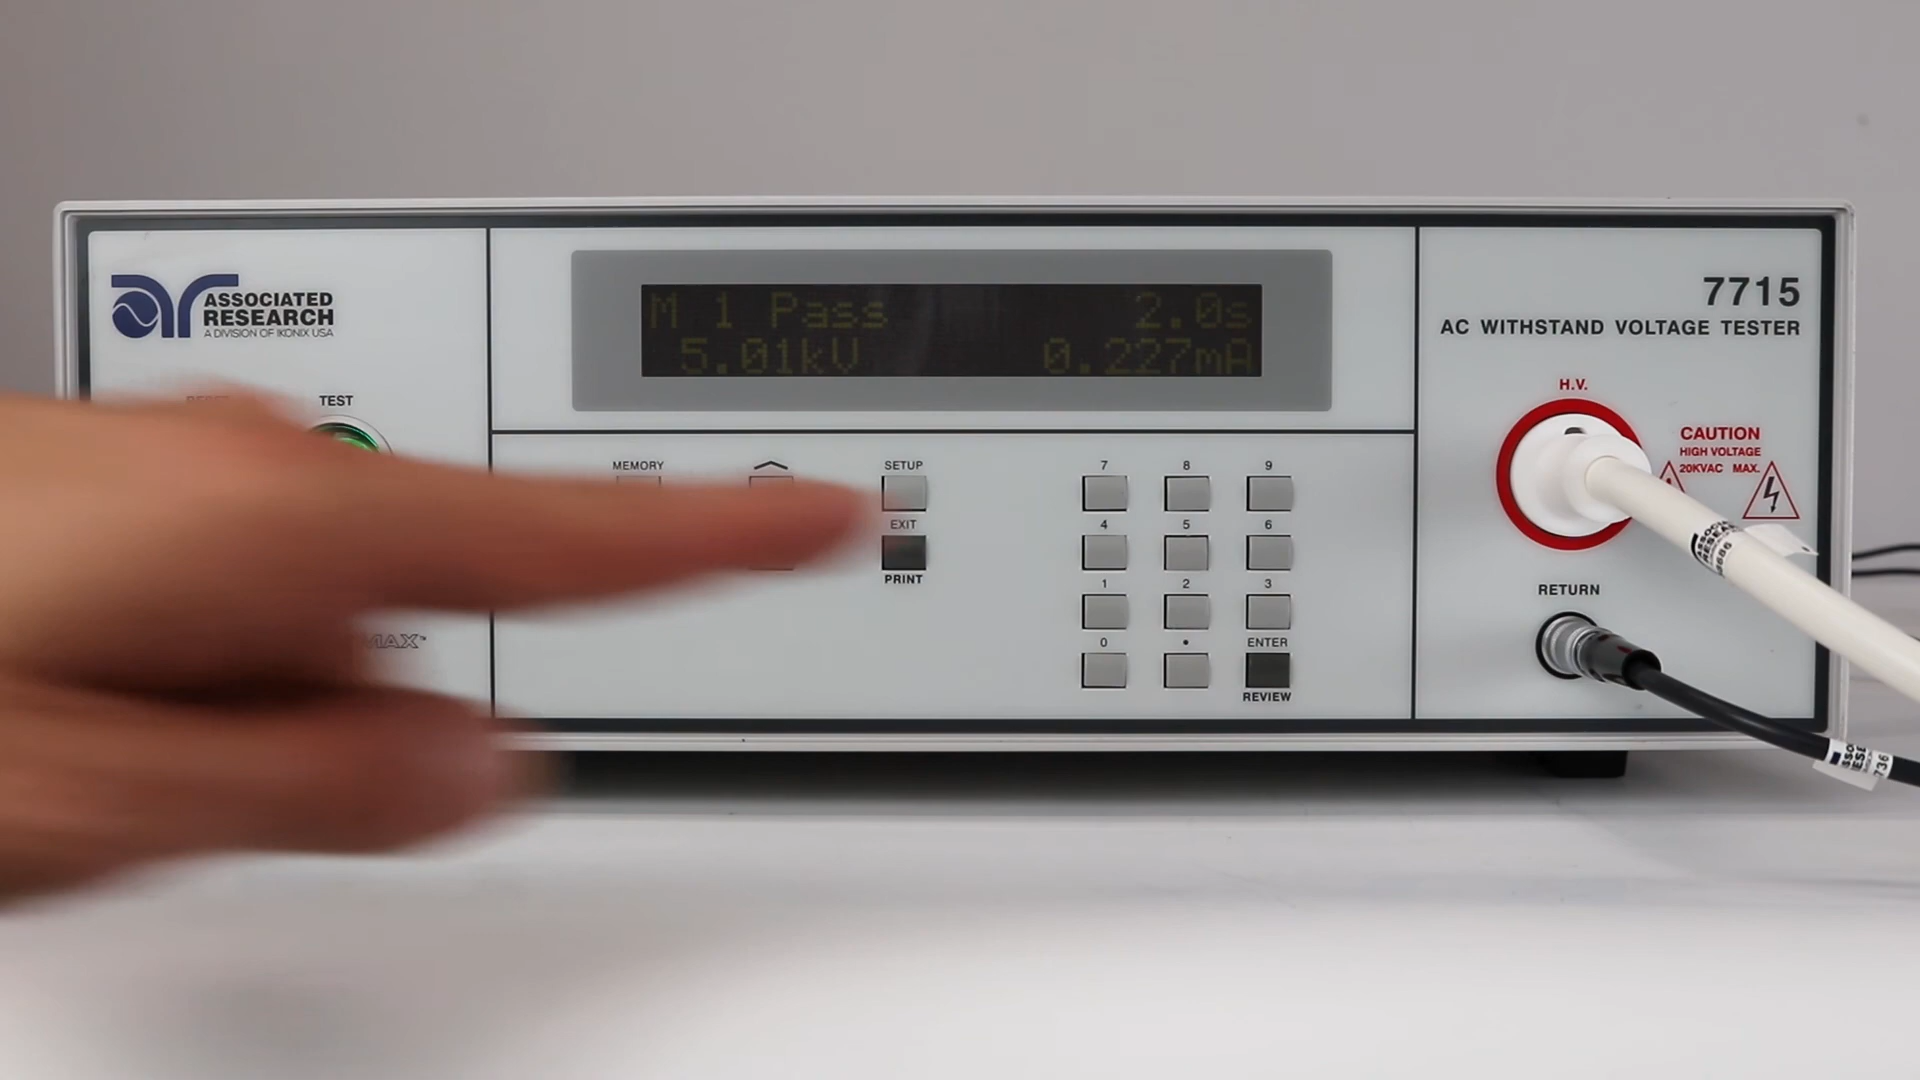 ASSOCIATED
RESEARCH
A DIVISION OF IKONIX USA
RESET
TEST
M 1 Pass 2.0s
5.01kV 0.227mA
MEMORY
SETUP
EXIT
PRINT
7 8 9
4 5 6
1 2 3
0 • ENTER
REVIEW
7715
AC WITHSTAND VOLTAGE TESTER
H.V.
CAUTION
HIGH VOLTAGE
20KVAC MAX.
RETURN